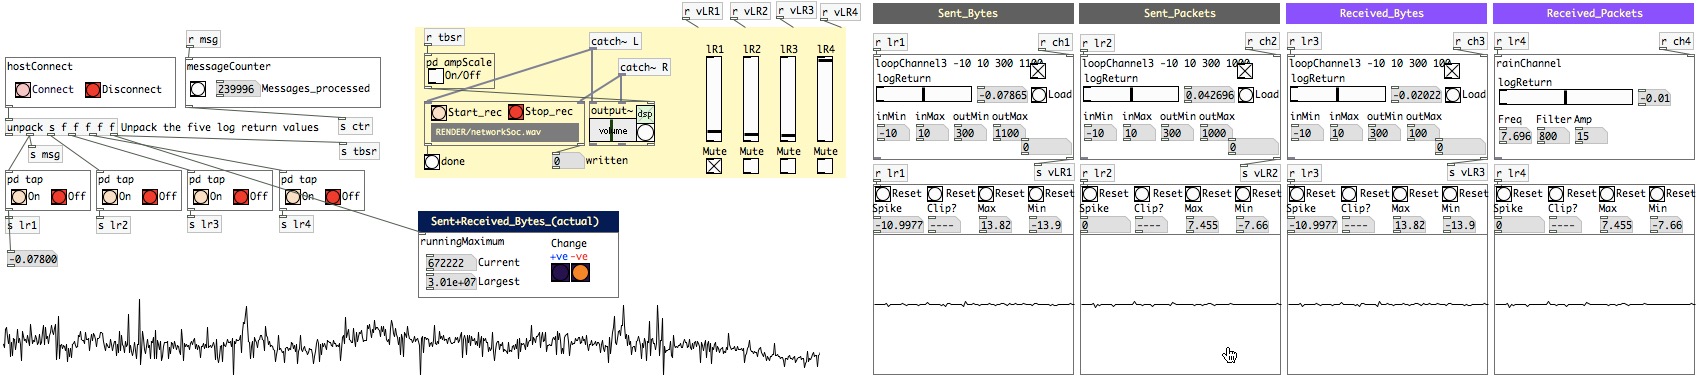 r msg
hostConnect
Connect
Disconnect
messageCounter
239996
Messages_processed
unpack s f f f f f
Unpack the five log return values
s ctr
s tbsr
s msg
pd tap
On
Off
pd tap
On
Off
pd tap
On
Off
pd tap
On
Off
s lr1
s lr2
s lr3
s lr4
-0.07800
r vLR1
r vLR2
r vLR3
r vLR4
r tbsr
pd ampScale
On/Off
catch~ L
catch~ R
Start_rec
Stop_rec
RENDER/networkSoc.wav
output~
volume
dsp
done
0
written
lR1
lR2
lR3
lR4
Mute
Mute
Mute
Mute
Sent+Received_Bytes_(actual)
runningMaximum
672222
Current
3.01e+07
Largest
Change
+ve
-ve
Sent_Bytes
r lr1
r ch1
loopChannel3 -10 10 300 1100
logReturn
-0.07865
Load
inMin
inMax
outMin
outMax
-10
10
300
1100
0
s vLR1
r lr1
Reset
Reset
Reset
Reset
Spike
Clip?
Max
Min
-10.9977
----
13.82
-13.9
Sent_Packets
r lr2
r ch2
loopChannel3 -10 10 300 1000
logReturn
0.042696
Load
inMin
inMax
outMin
outMax
-10
10
300
1000
0
s vLR2
r lr2
Reset
Reset
Reset
Reset
Spike
Clip?
Max
Min
0
----
7.455
-7.66
Received_Bytes
r lr3
r ch3
loopChannel3 -10 10 300 100
logReturn
-0.02022
Load
inMin
inMax
outMin
outMax
-10
10
300
100
0
s vLR3
r lr3
Reset
Reset
Reset
Reset
Spike
Clip?
Max
Min
-10.9977
----
13.82
-13.9
Received_Packets
r lr4
r ch4
rainChannel
logReturn
-0.01
Freq
Filter
Amp
7.696
800
15
r lr4
Reset
Reset
Reset
Reset
Spike
Clip?
Max
Min
0
----
7.455
-7.66